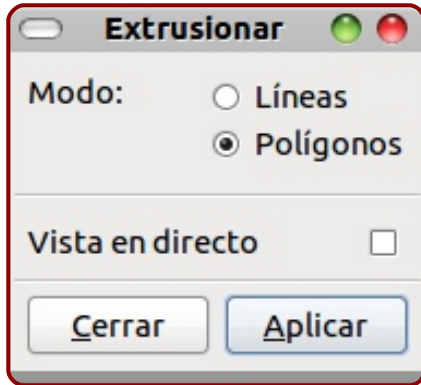 Extrusionar
Modo:
Líneas
Polígonos
Vista en directo
Cerrar
Aplicar